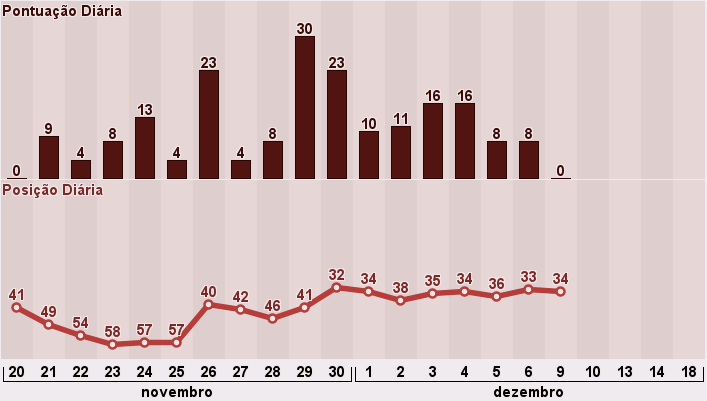 Pontuação Diária
0 9 4 8 13 4 23 4 8 30 23 10 11 16 16 8 8 0
Posição Diária
41 49 54 58 57 57 40 42 46 41 32 34 38 35 34 36 33 34
20 21 22 23 24 25 26 27 28 29 30 1 2 3 4 5 6 9 10 13 14 18
novembro dezembro